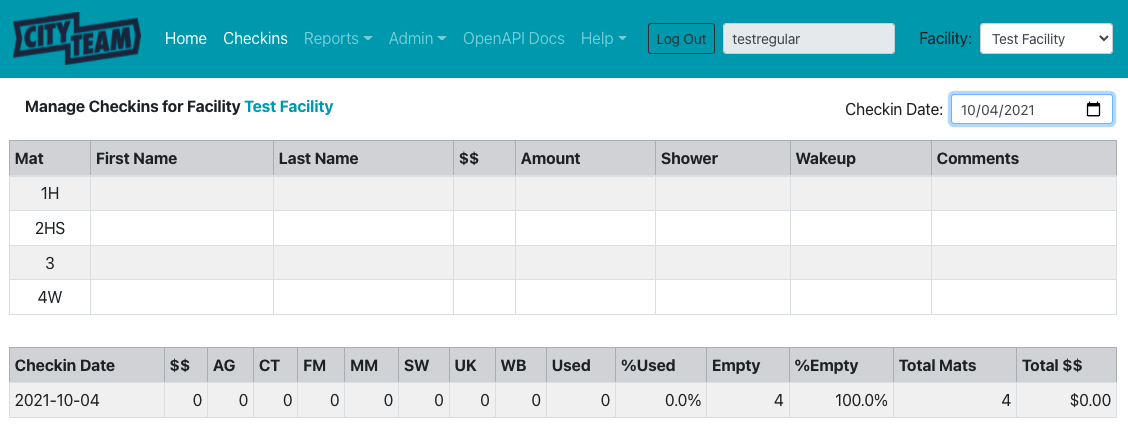 CITY TEAM Home Checkins Reports Admin OpenAPI Docs Help Log Out testregular Facility: Test Facility
Manage Checkins for Facility Test Facility Checkin Date: 10/04/2021
Mat First Name Last Name $$ Amount Shower Wakeup Comments
1H
2HS
3
4W
Checkin Date $$ AG CT FM MM SW UK WB Used %Used Empty %Empty Total Mats Total $$
2021-10-04 0 0 0 0 0 0 0 0 0 0.0% 4 100.0% 4 $0.00